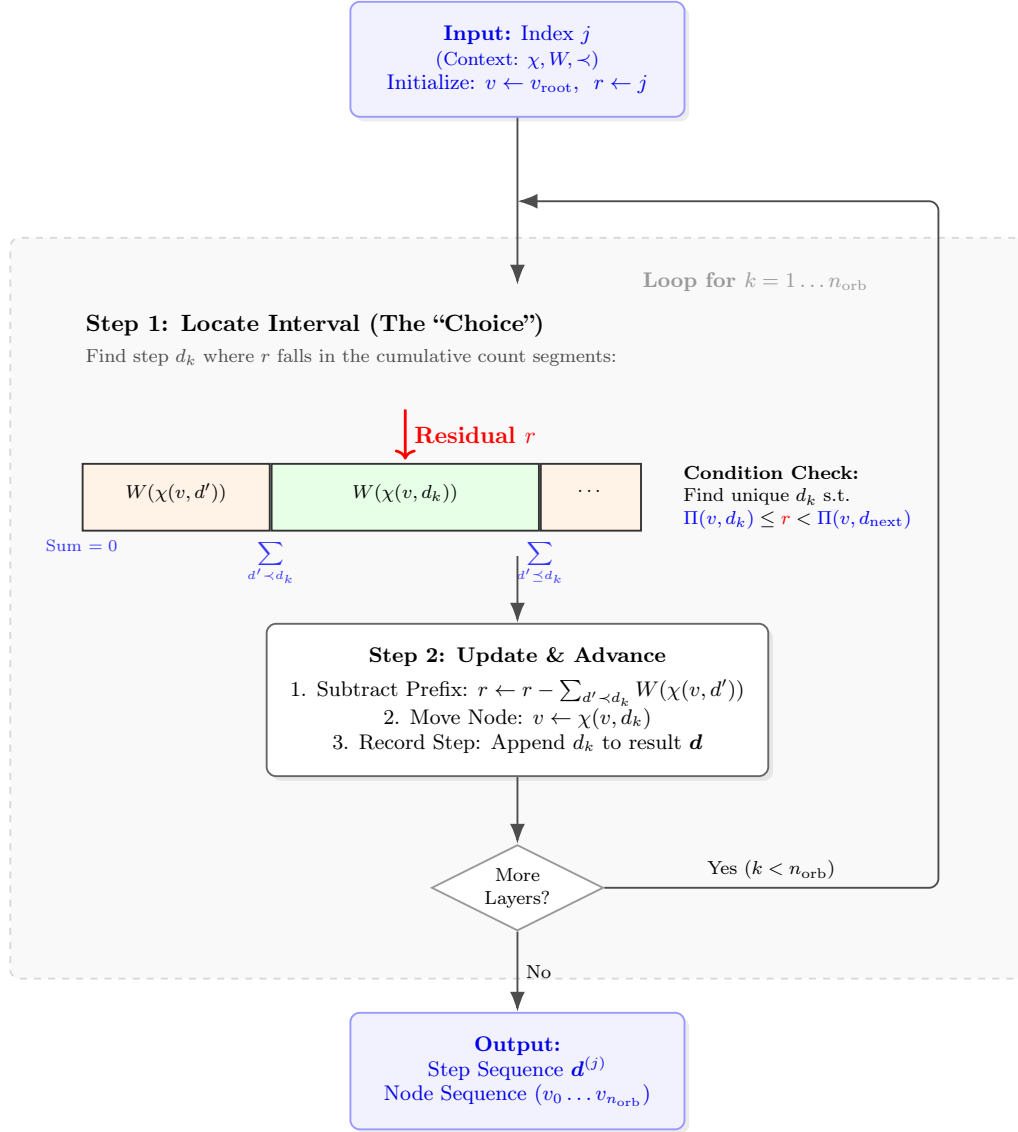 Input: Index j
(Context: χ, W, ≺)
Initialize: v ← v_root, r ← j
Loop for k = 1 … n_orb
Step 1: Locate Interval (The “Choice”)
Find step d_k where r falls in the cumulative count segments:
Residual r
W(χ(v, d′))
W(χ(v, d_k))
⋯
Condition Check:
Find unique d_k s.t.
Π(v, d_k) ≤ r < Π(v, d_next)
Sum = 0
∑_{d′≺d_k}
∑_{d′⪯d_k}
Step 2: Update & Advance
1. Subtract Prefix: r ← r − ∑_{d′≺d_k} W(χ(v, d′))
2. Move Node: v ← χ(v, d_k)
3. Record Step: Append d_k to result d
More
Layers?
Yes (k < n_orb)
No
Output:
Step Sequence d^(j)
Node Sequence (v_0 … v_{n_orb})